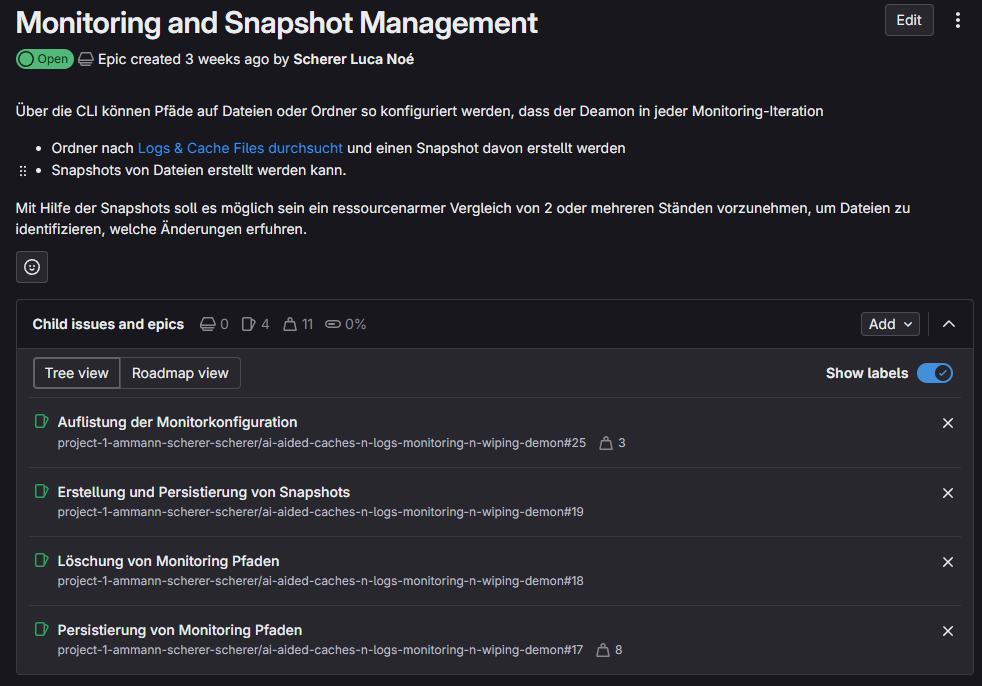 Monitoring and Snapshot Management
Edit
Open Epic created 3 weeks ago by Scherer Luca Noé
Über die CLI können Pfäde auf Dateien oder Ordner so konfiguriert werden, dass der Deamon in jeder Monitoring-Iteration
• Ordner nach Logs & Cache Files durchsucht und einen Snapshot davon erstellt werden
• Snapshots von Dateien erstellt werden kann.
Mit Hilfe der Snapshots soll es möglich sein ein ressourcenarmer Vergleich von 2 oder mehreren Ständen vorzunehmen, um Dateien zu
identifizieren, welche Änderungen erfuhren.
Child issues and epics 0 4 11 0% Add
Tree view Roadmap view Show labels
Auflistung der Monitorkonfiguration
project-1-ammann-scherer-scherer/ai-aided-caches-n-logs-monitoring-n-wiping-demon#25 3
Erstellung und Persistierung von Snapshots
project-1-ammann-scherer-scherer/ai-aided-caches-n-logs-monitoring-n-wiping-demon#19
Löschung von Monitoring Pfaden
project-1-ammann-scherer-scherer/ai-aided-caches-n-logs-monitoring-n-wiping-demon#18
Persistierung von Monitoring Pfaden
project-1-ammann-scherer-scherer/ai-aided-caches-n-logs-monitoring-n-wiping-demon#17 8